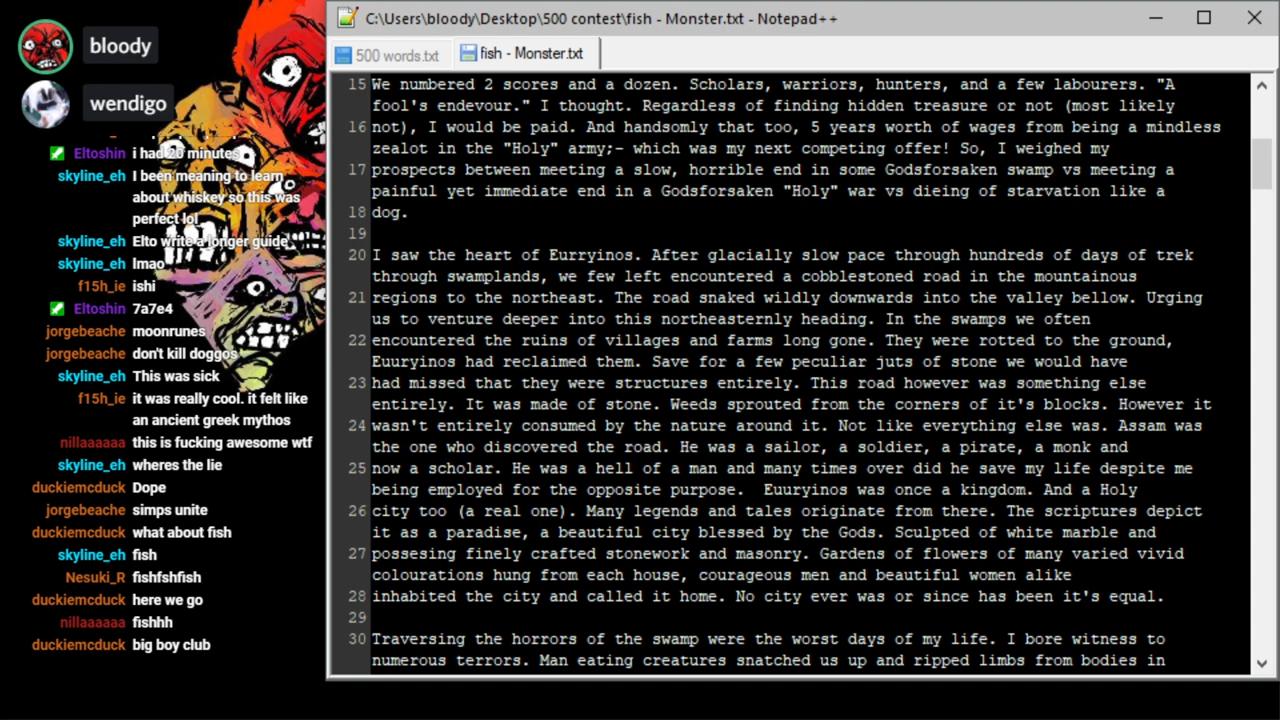 bloody
wendigo
Eltoshin i had 20 minutes
skyline_eh I been meaning to learn
about whiskey so this was
perfect lol
skyline_eh Elto write a longer guide
skyline_eh lmao
f15h_ie ishi
Eltoshin 7a7e4
jorgebeache moonrunes
jorgebeache don't kill doggos
skyline_eh This was sick
f15h_ie it was really cool. it felt like
an ancient greek mythos
nillaaaaaa this is fucking awesome wtf
skyline_eh wheres the lie
duckiemcduck Dope
jorgebeache simps unite
duckiemcduck what about fish
skyline_eh fish
Nesuki_R fishfshfish
duckiemcduck here we go
nillaaaaaa fishhh
duckiemcduck big boy club
C:\Users\bloody\Desktop\500 contest\fish - Monster.txt - Notepad++
500 words.txt fish - Monster.txt
15 We numbered 2 scores and a dozen. Scholars, warriors, hunters, and a few labourers. "A
fool's endevour." I thought. Regardless of finding hidden treasure or not (most likely
16 not), I would be paid. And handsomly that too, 5 years worth of wages from being a mindless
zealot in the "Holy" army;- which was my next competing offer! So, I weighed my
17 prospects between meeting a slow, horrible end in some Godsforsaken swamp vs meeting a
painful yet immediate end in a Godsforsaken "Holy" war vs dieing of starvation like a
18 dog.
19
20 I saw the heart of Eurryinos. After glacially slow pace through hundreds of days of trek
through swamplands, we few left encountered a cobblestoned road in the mountainous
21 regions to the northeast. The road snaked wildly downwards into the valley bellow. Urging
us to venture deeper into this northeasternly heading. In the swamps we often
22 encountered the ruins of villages and farms long gone. They were rotted to the ground,
Euuryinos had reclaimed them. Save for a few peculiar juts of stone we would have
23 had missed that they were structures entirely. This road however was something else
entirely. It was made of stone. Weeds sprouted from the corners of it's blocks. However it
24 wasn't entirely consumed by the nature around it. Not like everything else was. Assam was
the one who discovered the road. He was a sailor, a soldier, a pirate, a monk and
25 now a scholar. He was a hell of a man and many times over did he save my life despite me
being employed for the opposite purpose.  Euuryinos was once a kingdom. And a Holy
26 city too (a real one). Many legends and tales originate from there. The scriptures depict
it as a paradise, a beautiful city blessed by the Gods. Sculpted of white marble and
27 possesing finely crafted stonework and masonry. Gardens of flowers of many varied vivid
colourations hung from each house, courageous men and beautiful women alike
28 inhabited the city and called it home. No city ever was or since has been it's equal.
29
30 Traversing the horrors of the swamp were the worst days of my life. I bore witness to
numerous terrors. Man eating creatures snatched us up and ripped limbs from bodies in